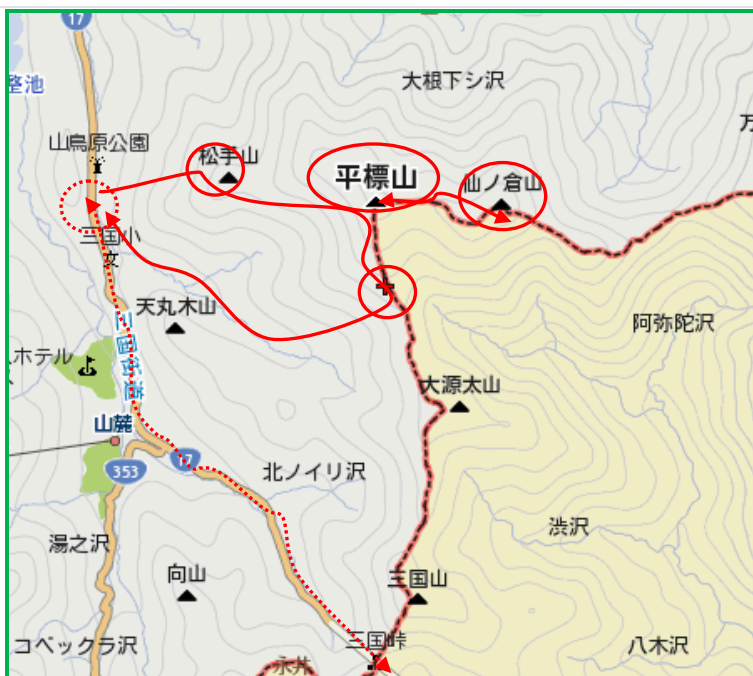 17
大根下シ沢
整池
万
山鳥原公園
松手山
平標山
仙ノ倉山
三国小
文
天丸木山
阿弥陀沢
三国街道
ホテル
大源太山
山麓
17
353
北ノイリ沢
湯之沢
渋沢
向山
三国山
コベックラ沢
三国峠
八木沢
永井